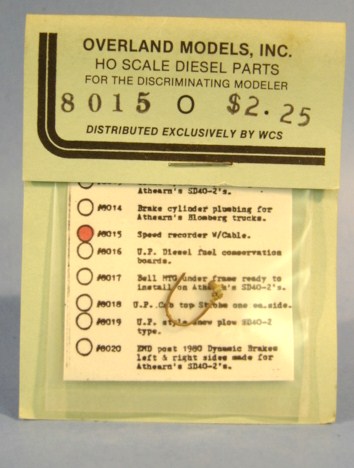 OVERLAND MODELS, INC.
HO SCALE DIESEL PARTS
FOR THE DISCRIMINATING MODELER
8015 O $2.25
DISTRIBUTED EXCLUSIVELY BY WCS
Athearn's SD40-2's.
#8014 Brake cylinder plumbing for
Athearn's Blomberg trucks.
#8015 Speed recorder W/Cable.
#8016 U.P. Diesel fuel conservation
boards.
#8017 Bell MTG under frame ready to
install on Athearn's SD40-2's.
#8018 U.P. Cab top Strobe one ea.side.
#8019 U.P. style snow plow SD40-2
type.
#8020 EMD post 1980 Dynamic Brakes
left & right sides made for
Athearn's SD40-2's.